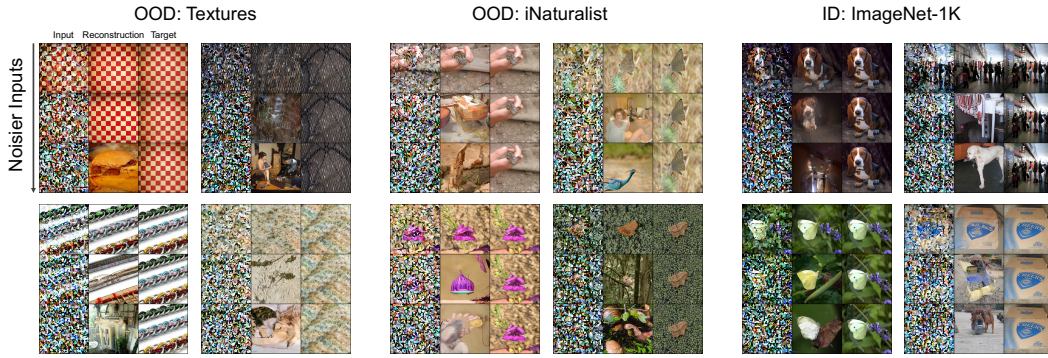 OOD: Textures
OOD: iNaturalist
ID: ImageNet-1K
Input Reconstruction Target
Noisier Inputs